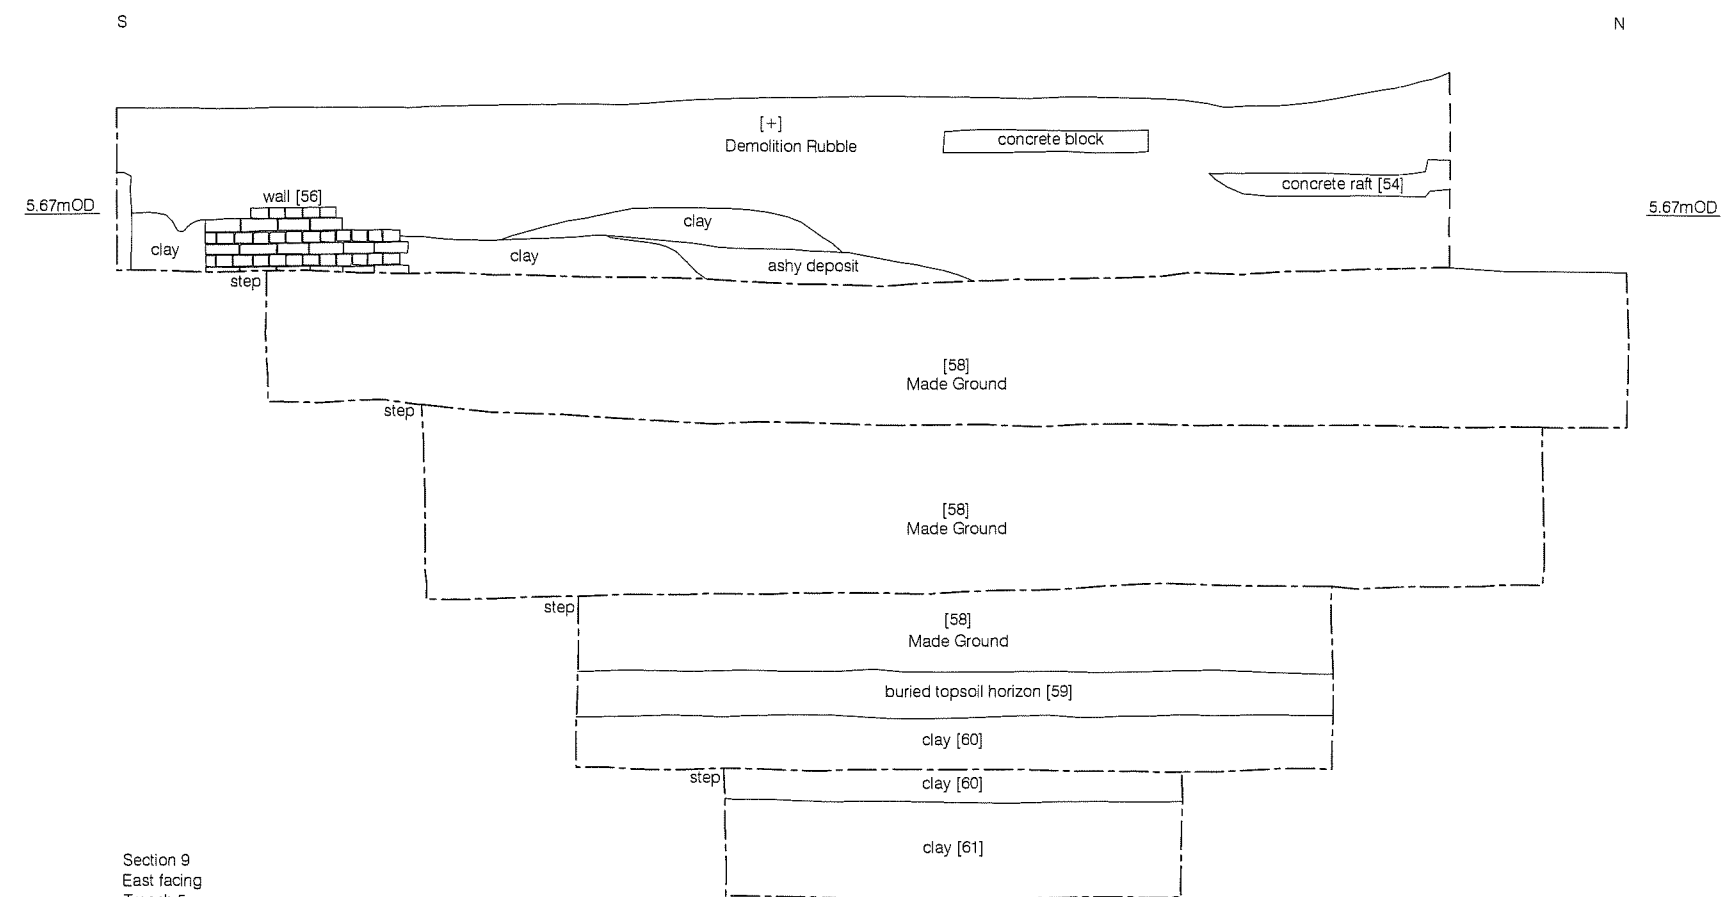 S
N
[+]
Demolition Rubble
concrete block
concrete raft [54]
wall [56]
5.67mOD
5.67mOD
clay
clay
clay
ashy deposit
step
[58]
Made Ground
step
[58]
Made Ground
step
[58]
Made Ground
buried topsoil horizon [59]
clay [60]
step
clay [60]
clay [61]
Section 9
East facing